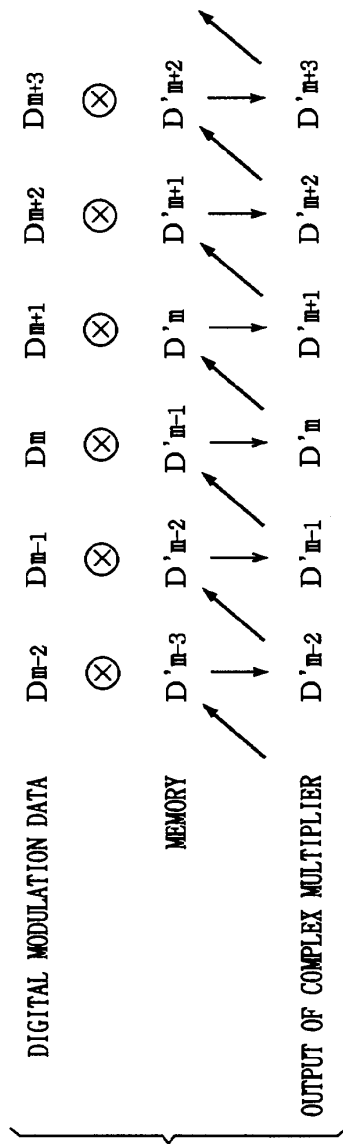 DIGITAL MODULATION DATA Dm-2 Dm-1 Dm Dm+1 Dm+2 Dm+3
⊗ ⊗ ⊗ ⊗ ⊗ ⊗
MEMORY D'm-3 D'm-2 D'm-1 D'm D'm+1 D'm+2
OUTPUT OF COMPLEX MULTIPLIER D'm-2 D'm-1 D'm D'm+1 D'm+2 D'm+3